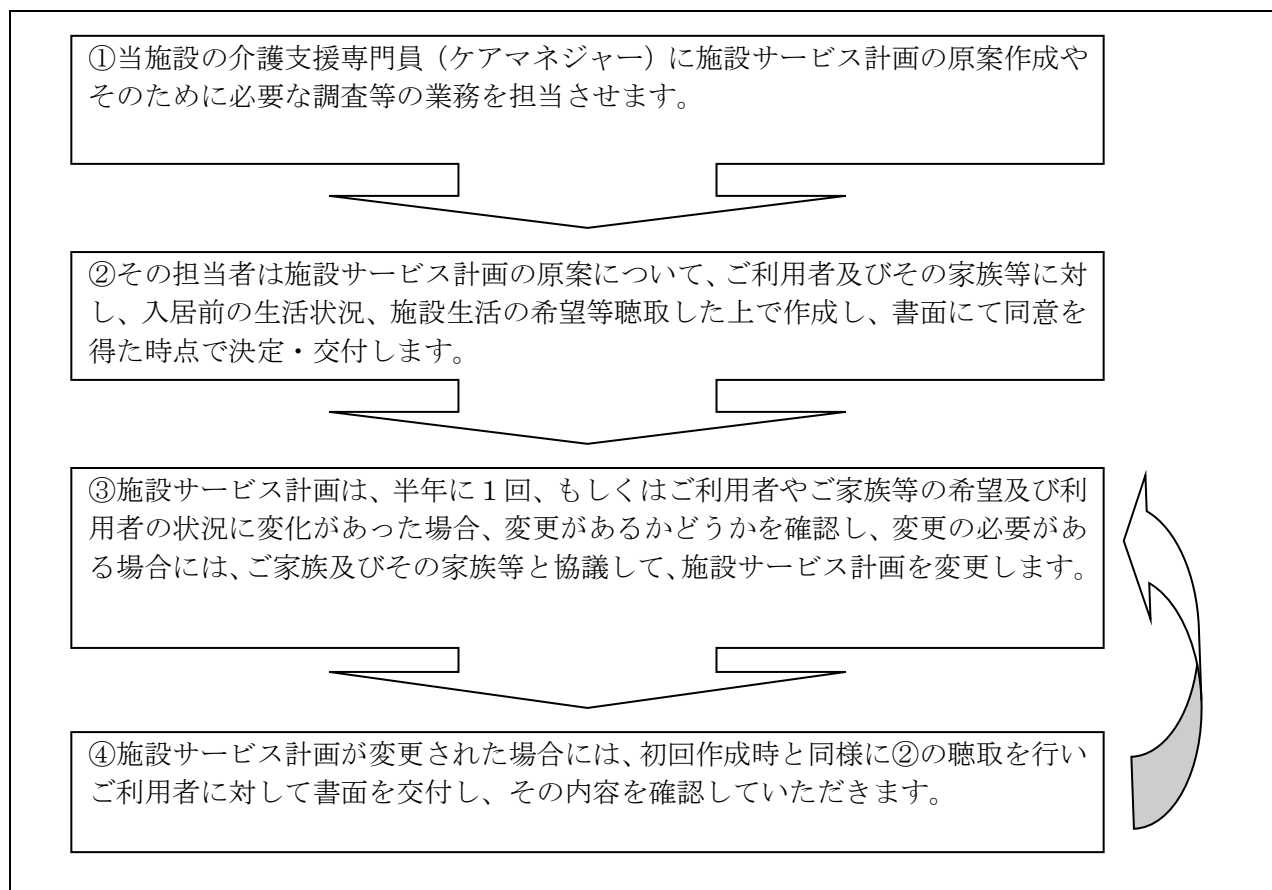 ①当施設の介護支援専門員（ケアマネジャー）に施設サービス計画の原案作成や
そのために必要な調査等の業務を担当させます。
②その担当者は施設サービス計画の原案について、ご利用者及びその家族等に対
し、入居前の生活状況、施設生活の希望等聴取した上で作成し、書面にて同意を
得た時点で決定・交付します。
③施設サービス計画は、半年に１回、もしくはご利用者やご家族等の希望及び利
用者の状況に変化があった場合、変更があるかどうかを確認し、変更の必要があ
る場合には、ご家族及びその家族等と協議して、施設サービス計画を変更します。
④施設サービス計画が変更された場合には、初回作成時と同様に②の聴取を行い
ご利用者に対して書面を交付し、その内容を確認していただきます。